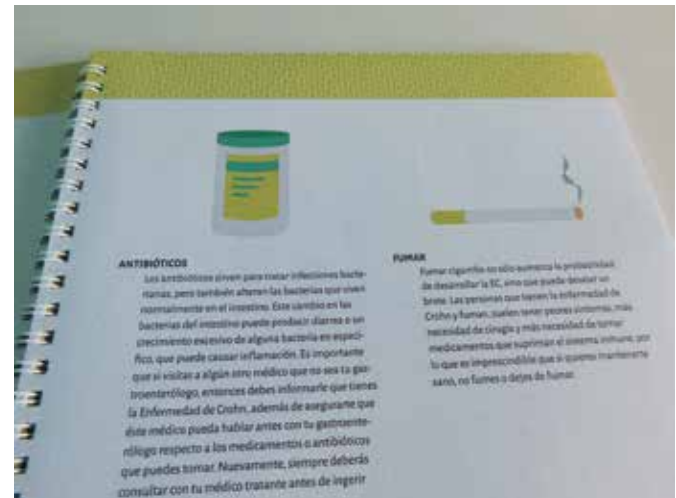 ANTIBIÓTICOS
Los antibióticos sirven para tratar infecciones bacte-
rianas, pero también alteran las bacterias que viven
normalmente en el intestino. Este cambio en las
bacterias del intestino puede producir diarrea o un
crecimiento excesivo de alguna bacteria en especí-
fico, que puede causar inflamación. Es importante
que si visitas a algún otro médico que no sea tu gas-
troenterólogo, entonces debes informarle que tienes
la Enfermedad de Crohn, además de asegurarte que
éste médico pueda hablar antes con tu gastroente-
rólogo respecto a los medicamentos o antibióticos
que puedes tomar. Nuevamente, siempre deberás
consultar con tu médico tratante antes de ingerir
FUMAR
Fumar cigarrillo no sólo aumenta la probabilidad
de desarrollar la EC, sino que puede desatar un
brote. Las personas que tienen la enfermedad de
Crohn y fuman, suelen tener peores síntomas, más
necesidad de cirugía y más necesidad de tomar
medicamentos que supriman el sistema inmune, por
lo que es imprescindible que si quieres mantenerte
sano, no fumes o dejes de fumar.